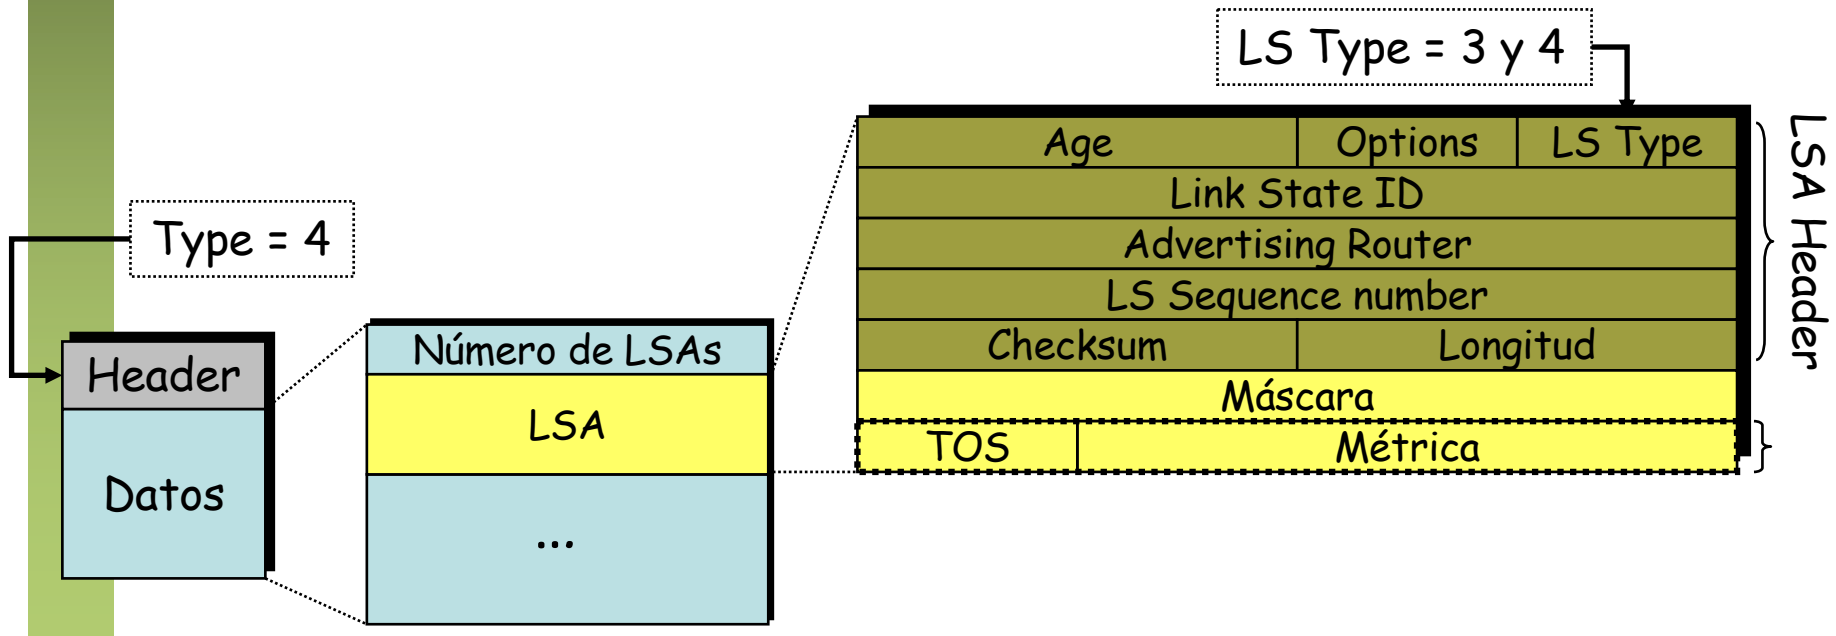 LS Type = 3 y 4
Type = 4
Header
Datos
Número de LSAs
LSA
...
Age Options LS Type
Link State ID
Advertising Router
LS Sequence number
Checksum Longitud
Máscara
TOS Métrica
LSA Header